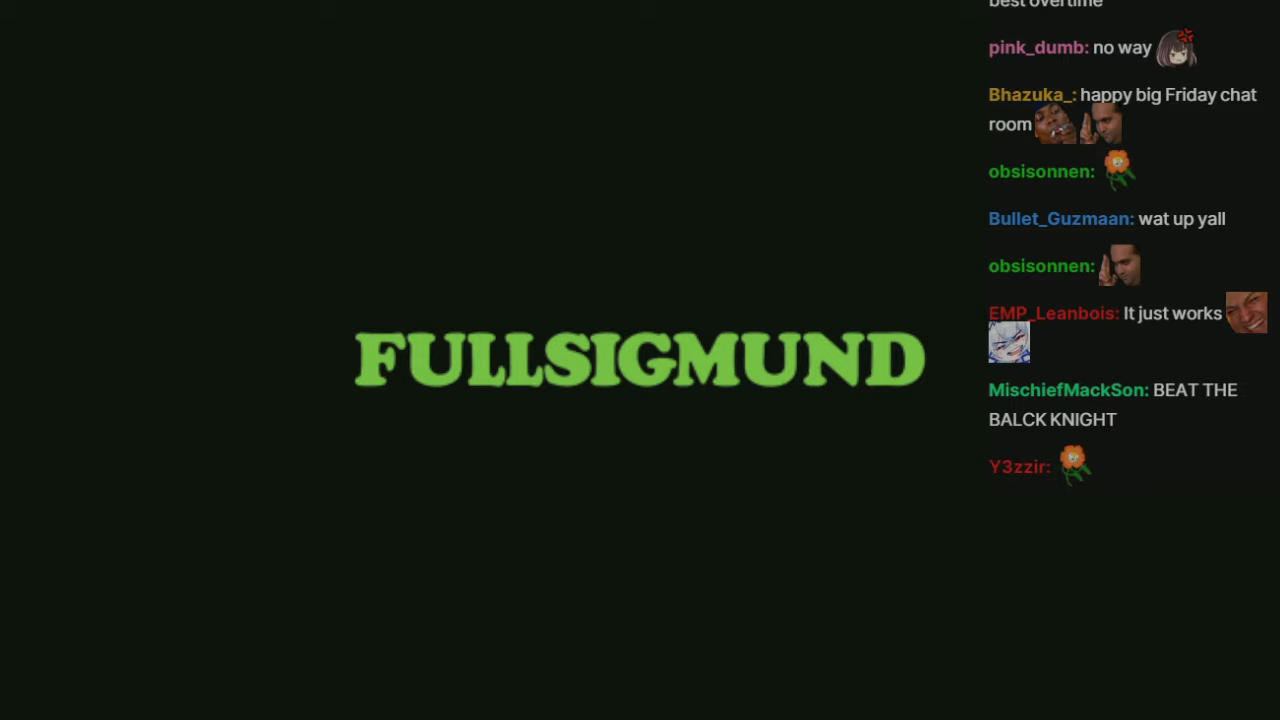 FULLSIGMUND
best overtime
pink_dumb: no way
Bhazuka_: happy big Friday chat
room
obsisonnen:
Bullet_Guzmaan: wat up yall
obsisonnen:
EMP_Leanbois: It just works
MischiefMackSon: BEAT THE
BALCK KNIGHT
Y3zzir: